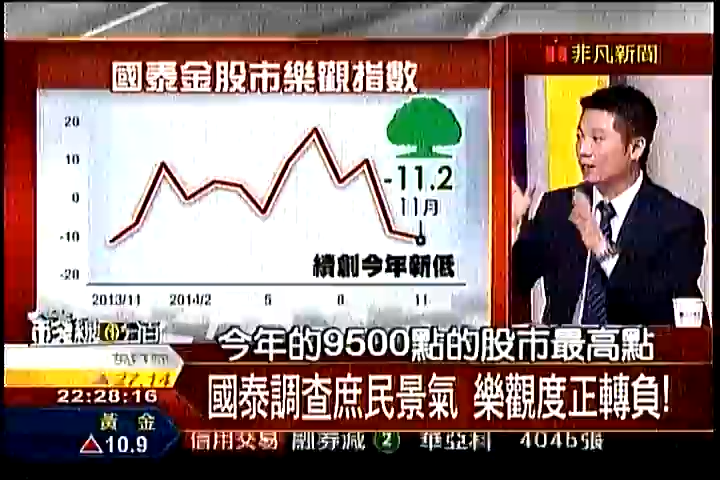 非凡新聞
國泰金股市樂觀指數
20
10
0
-10
-20
-11.2
11月
續創今年新低
2013/11 2014/2 5 8 11
今年的9500點的股市最高點
22:28:16
國泰調查庶民景氣 樂觀度正轉負!
黃金
△10.9
信用交易 融券減 2 華亞科 4045張